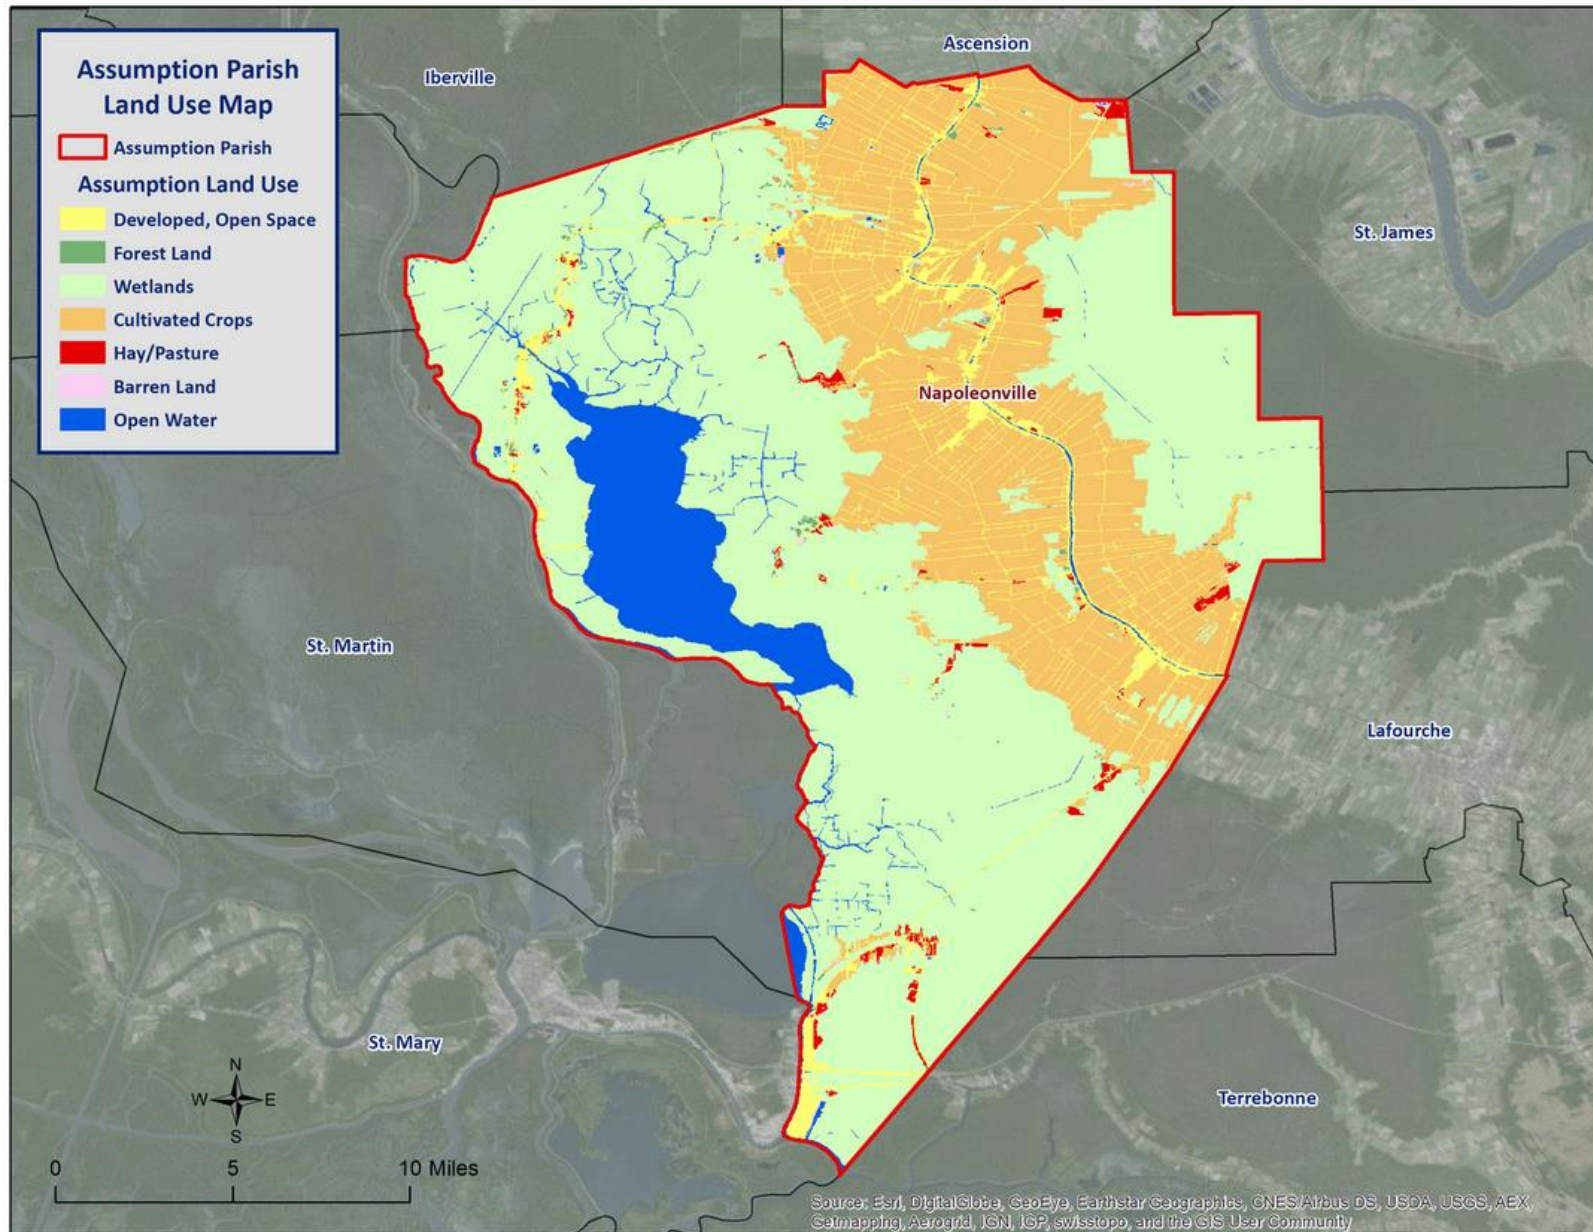 Assumption Parish
Land Use Map
Assumption Parish
Assumption Land Use
Developed, Open Space
Forest Land
Wetlands
Cultivated Crops
Hay/Pasture
Barren Land
Open Water
Ascension
Iberville
St. James
Napoleonville
St. Martin
Lafourche
St. Mary
Terrebonne
N
W E
S
0 5 10 Miles
Source: Esri, DigitalGlobe, GeoEye, Earthstar Geographics, CNES/Airbus DS, USDA, USGS, AEX,
Getmapping, Aerogrid, IGN, IGP, swisstopo, and the GIS User Community